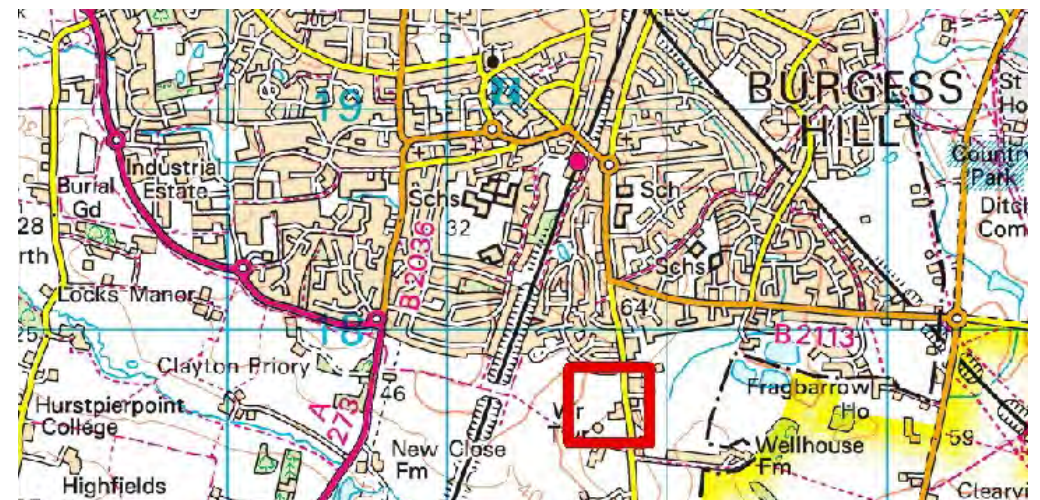 BURGESS
HILL
St
Ho
19
Country
Park
Industrial
Estate
Burial
Gd
Schs
Sch
Ditch
Com
28
rth
32
B 2036
Schs
Locks Manor
64
18
B 2113
25
Clayton Priory
46
A
273
Fragbarrow
Ho
Hurstpierpoint
College
Wtr
Twr
New Close
Fm
59
Wellhouse
Fm
Highfields
40
Clearvi